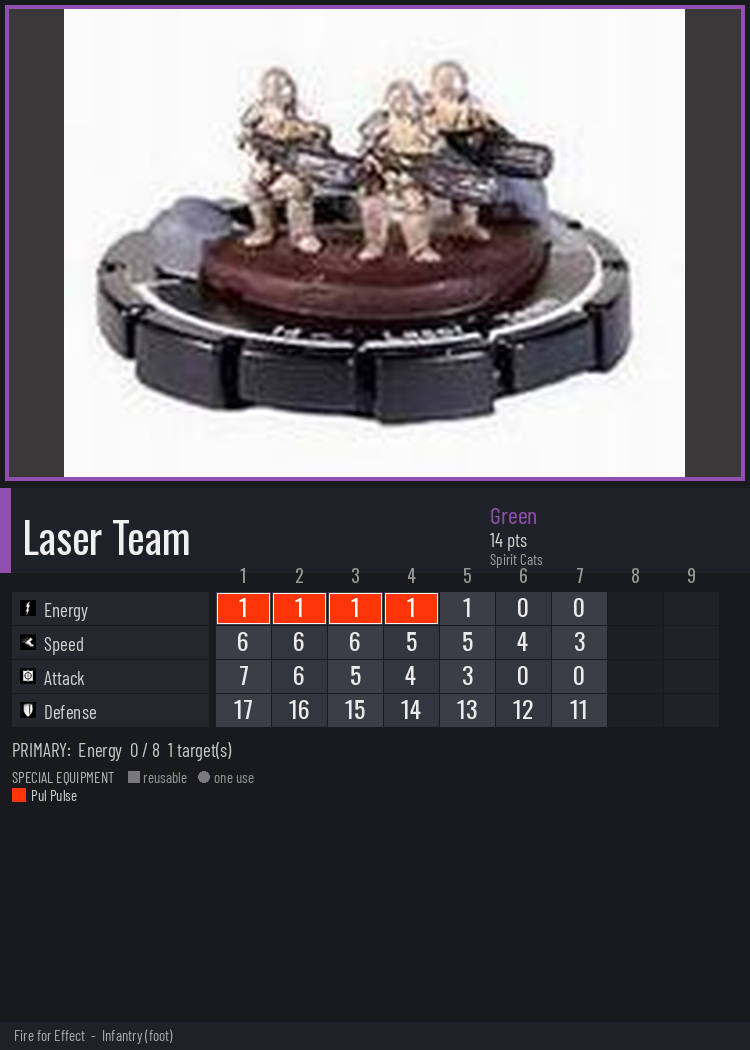 Laser Team
Green
14 pts
Spirit Cats
1 2 3 4 5 6 7 8 9
Energy 1 1 1 1 1 0 0
Speed 6 6 6 5 5 4 3
Attack 7 6 5 4 3 0 0
Defense 17 16 15 14 13 12 11
PRIMARY: Energy 0 / 8 1 target(s)
SPECIAL EQUIPMENT reusable one use
Pul Pulse
Fire for Effect - Infantry (foot)